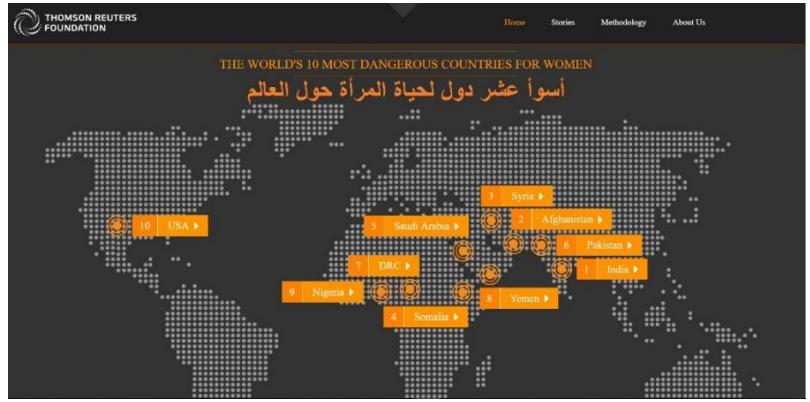 THOMSON REUTERS
FOUNDATION
Home Stories Methodology About Us
THE WORLD'S 10 MOST DANGEROUS COUNTRIES FOR WOMEN
أسوأ عشر دول لحياة المرأة حول العالم
3 Syria
2 Afghanistan
10 USA
5 Saudi Arabia
6 Pakistan
7 DRC
1 India
9 Nigeria
8 Yemen
4 Somalia